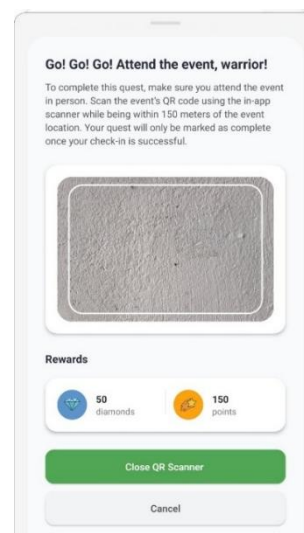 Go! Go! Go! Attend the event, warrior!
To complete this quest, make sure you attend the event
in person. Scan the event's QR code using the in-app
scanner while being within 150 meters of the event
location. Your quest will only be marked as complete
once your check-in is successful.
Rewards
50
diamonds
150
points
Close QR Scanner
Cancel